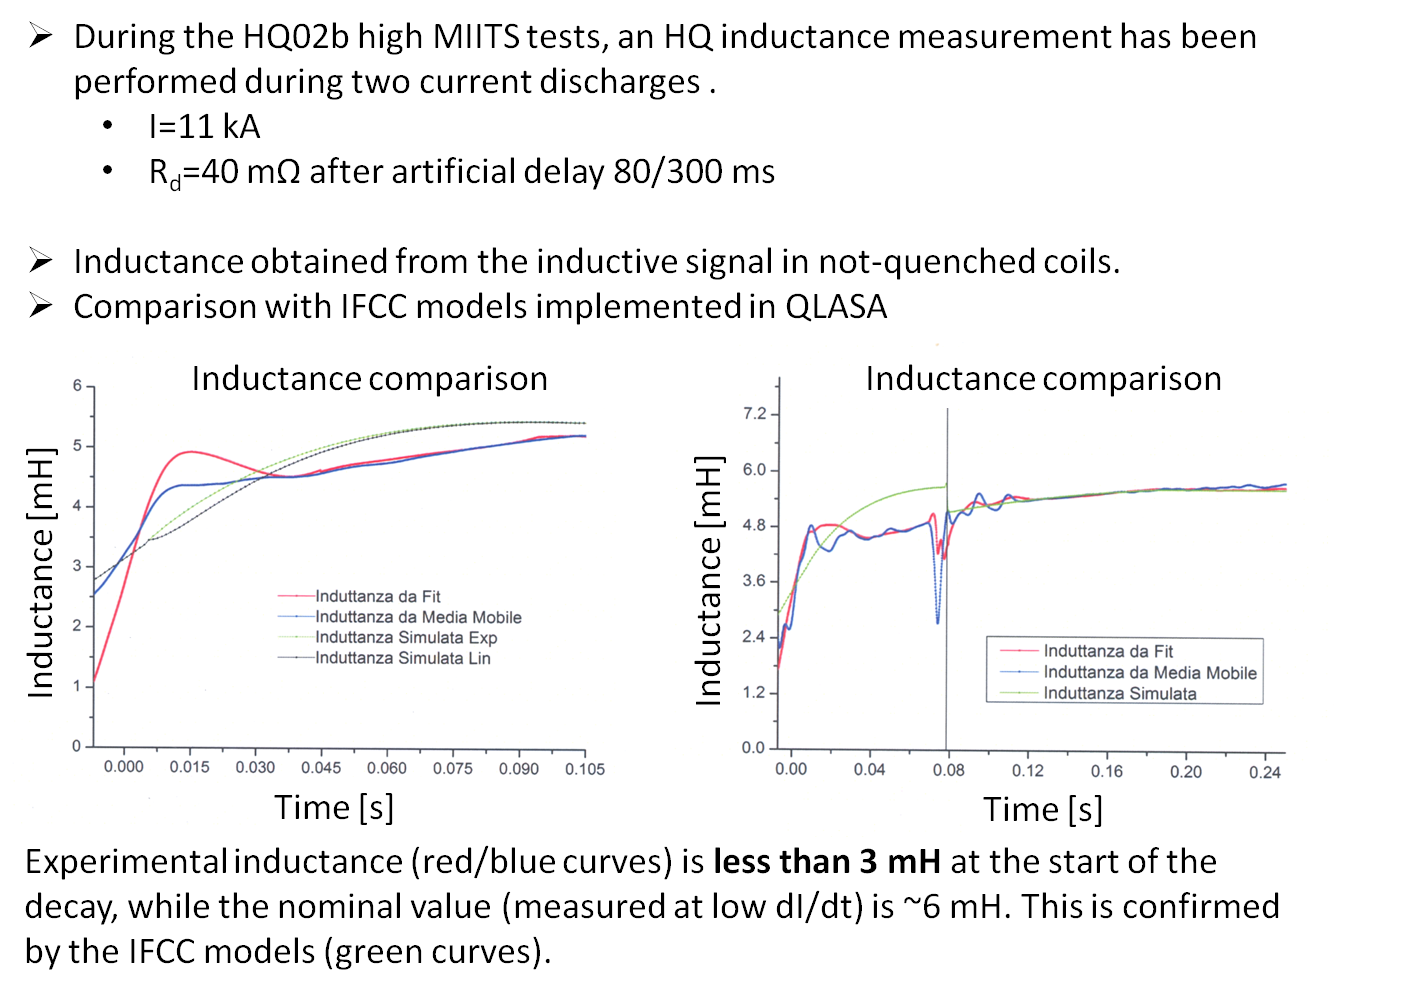 ➢ During the HQ02b high MIITS tests, an HQ inductance measurement has been
performed during two current discharges .
• I=11 kA
• Rd=40 mΩ after artificial delay 80/300 ms
➢ Inductance obtained from the inductive signal in not-quenched coils.
➢ Comparison with IFCC models implemented in QLASA
Inductance comparison
6
5
4
3
2
1
0
Inductance [mH]
Induttanza da Fit
Induttanza da Media Mobile
Induttanza Simulata Exp
Induttanza Simulata Lin
0.000 0.015 0.030 0.045 0.060 0.075 0.090 0.105
Time [s]
Inductance comparison
7.2
6.0
4.8
3.6
2.4
1.2
0.0
Inductance [mH]
Induttanza da Fit
Induttanza da Media Mobile
Induttanza Simulata
0.00 0.04 0.08 0.12 0.16 0.20 0.24
Time [s]
Experimental inductance (red/blue curves) is less than 3 mH at the start of the
decay, while the nominal value (measured at low dI/dt) is ~6 mH. This is confirmed
by the IFCC models (green curves).